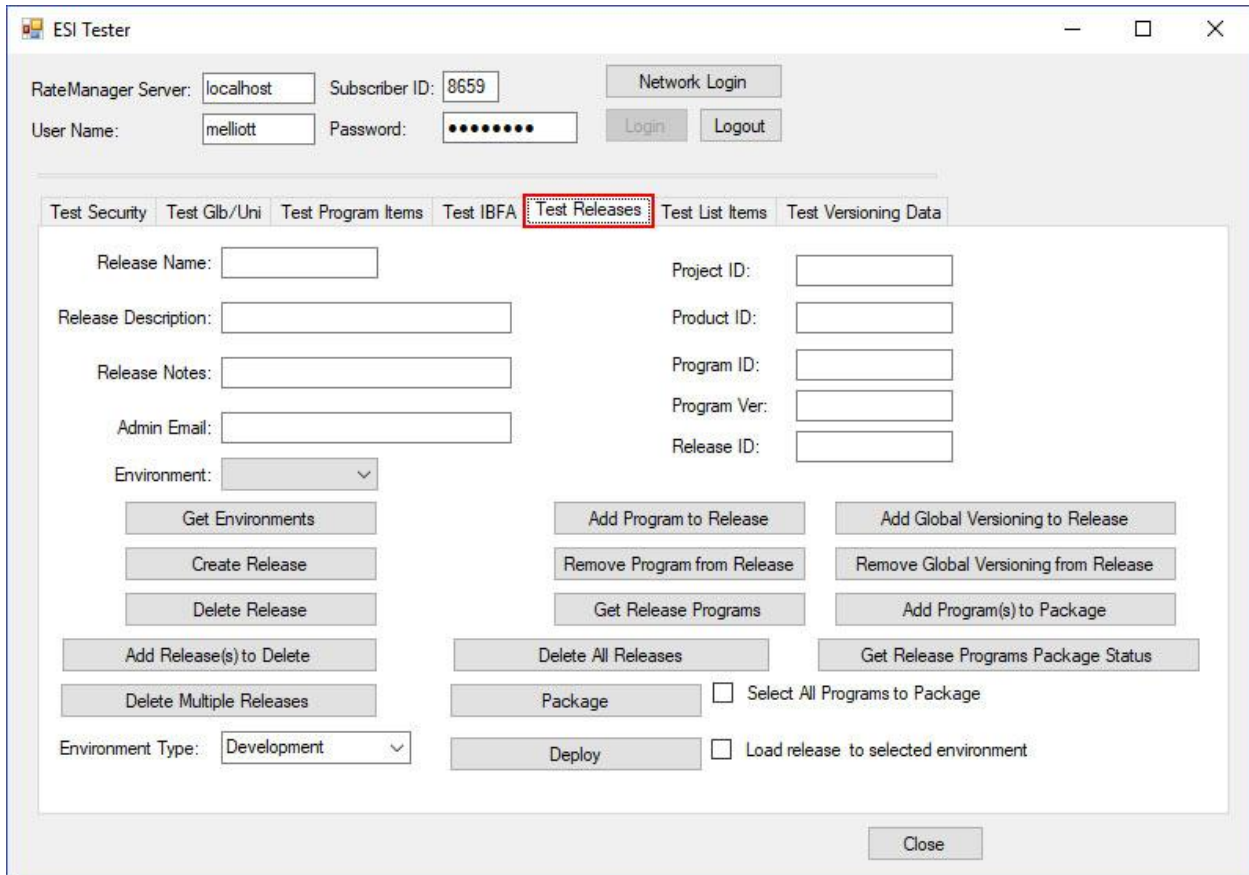 ESI Tester
RateManager Server: localhost Subscriber ID: 8659 Network Login
User Name: melliott Password: ●●●●●●●● Login Logout
Test Security Test Glb/Uni Test Program Items Test IBFA Test Releases Test List Items Test Versioning Data
Release Name: Project ID:
Release Description: Product ID:
Release Notes: Program ID:
Program Ver:
Admin Email:
Release ID:
Environment:
Get Environments Add Program to Release Add Global Versioning to Release
Create Release Remove Program from Release Remove Global Versioning from Release
Delete Release Get Release Programs Add Program(s) to Package
Add Release(s) to Delete Delete All Releases Get Release Programs Package Status
Delete Multiple Releases Package Select All Programs to Package
Environment Type: Development Deploy Load release to selected environment
Close